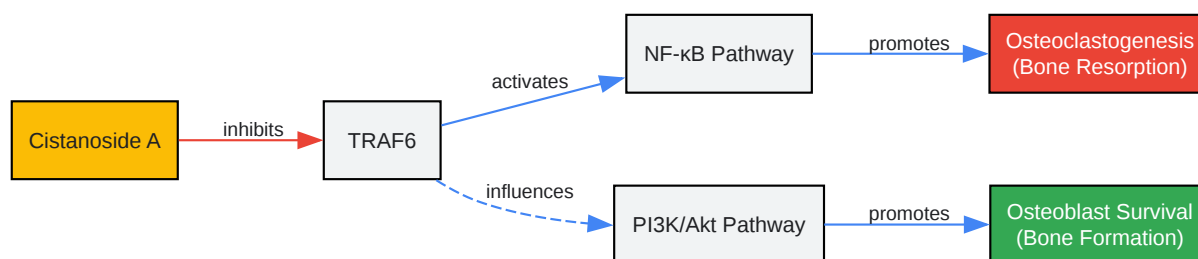 Cistanoside A
inhibits
TRAF6
activates
NF-κB Pathway
promotes
Osteoclastogenesis
(Bone Resorption)
influences
PI3K/Akt Pathway
promotes
Osteoblast Survival
(Bone Formation)